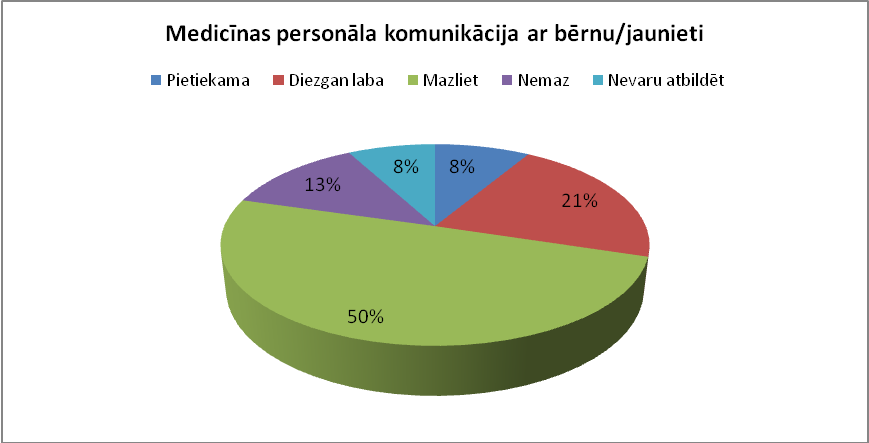 Medicīnas personāla komunikācija ar bērnu/jaunieti
Pietiekama Diezgan laba Mazliet Nemaz Nevaru atbildēt
8% 8%
13%
21%
50%